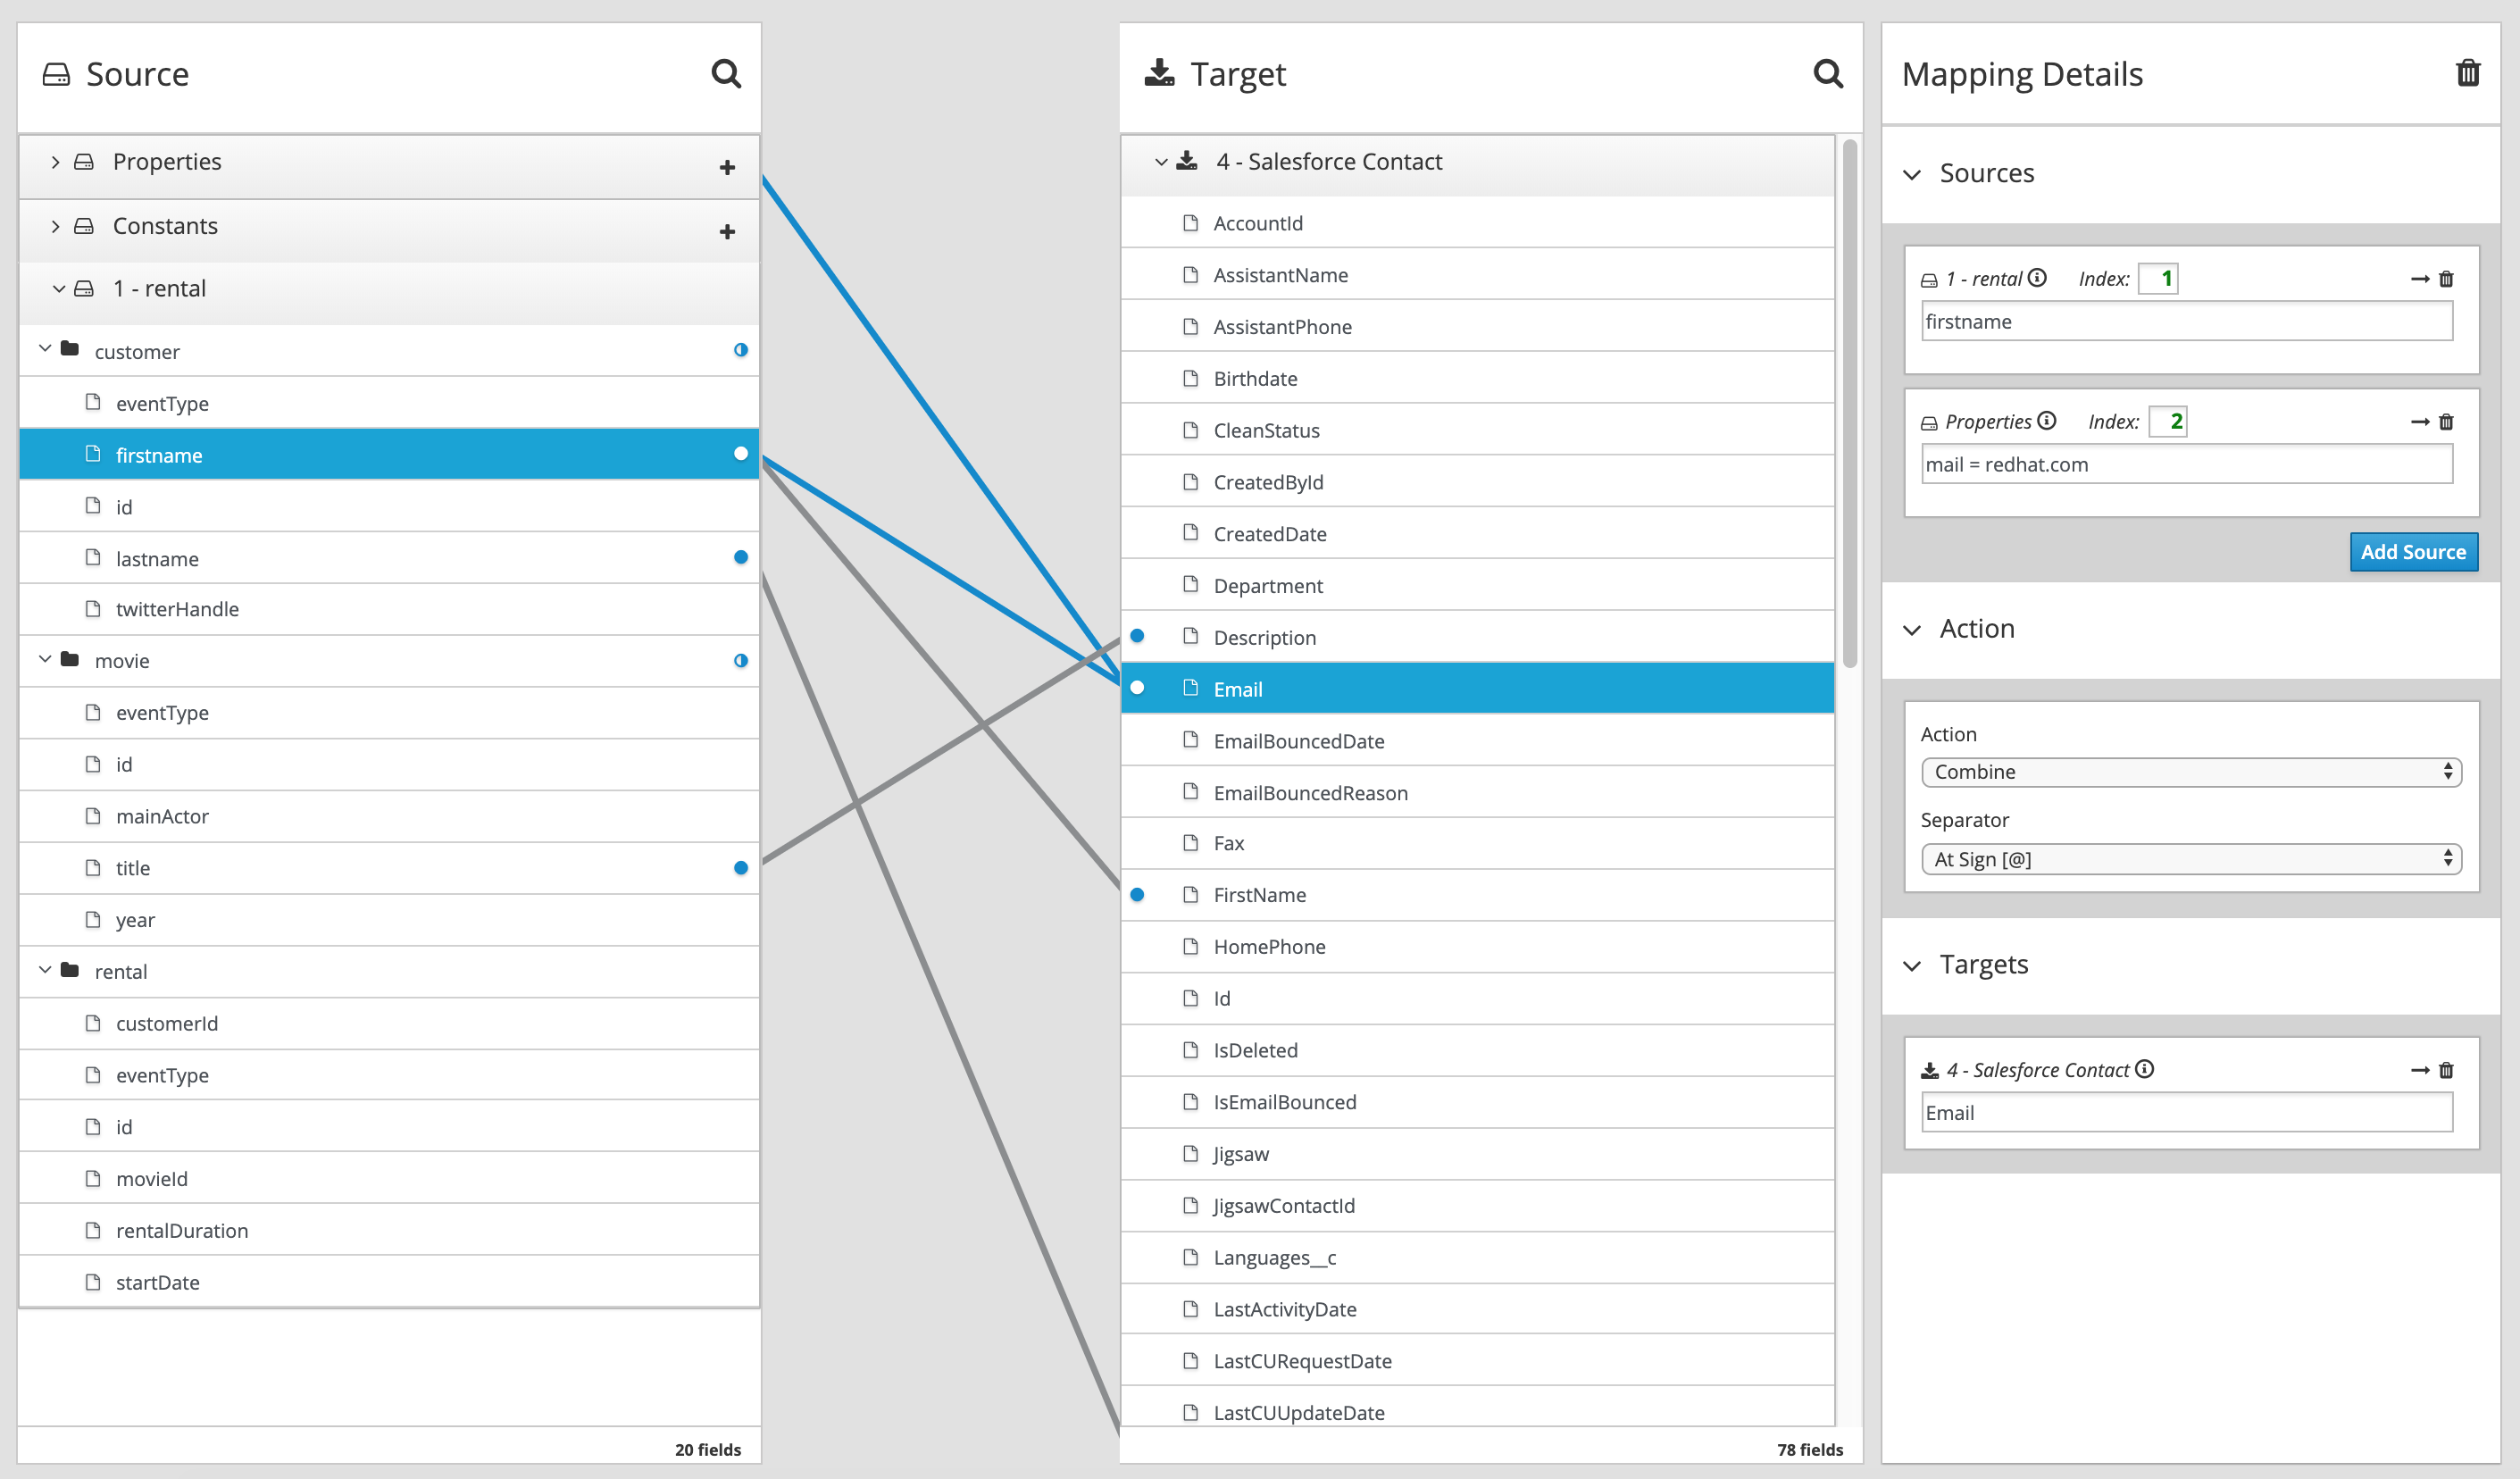 Source
Properties
Constants
1 - rental
customer
eventType
firstname
id
lastname
twitterHandle
movie
eventType
id
mainActor
title
year
rental
customerId
eventType
id
movieId
rentalDuration
startDate
20 fields
Target
4 - Salesforce Contact
AccountId
AssistantName
AssistantPhone
Birthdate
CleanStatus
CreatedById
CreatedDate
Department
Description
Email
EmailBouncedDate
EmailBouncedReason
Fax
FirstName
HomePhone
Id
IsDeleted
IsEmailBounced
Jigsaw
JigsawContactId
Languages__c
LastActivityDate
LastCURequestDate
LastCUUpdateDate
78 fields
Mapping Details
Sources
1 - rental Index: 1
firstname
Properties Index: 2
mail = redhat.com
Add Source
Action
Action
Combine
Separator
At Sign [@]
Targets
4 - Salesforce Contact
Email